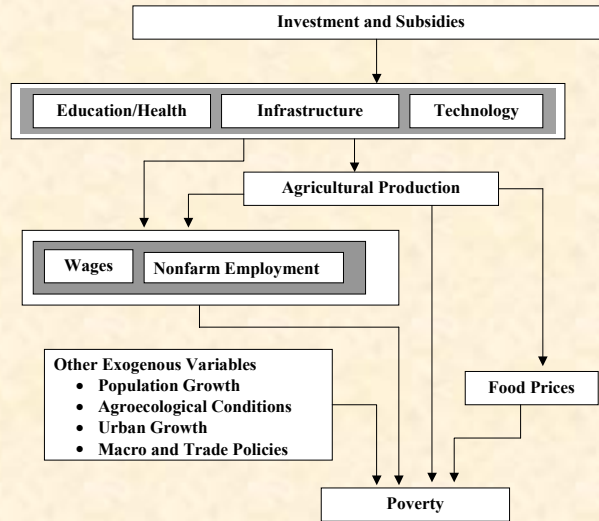 Investment and Subsidies
Education/Health
Infrastructure
Technology
Agricultural Production
Wages
Nonfarm Employment
Other Exogenous Variables
• Population Growth
• Agroecological Conditions
• Urban Growth
• Macro and Trade Policies
Food Prices
Poverty